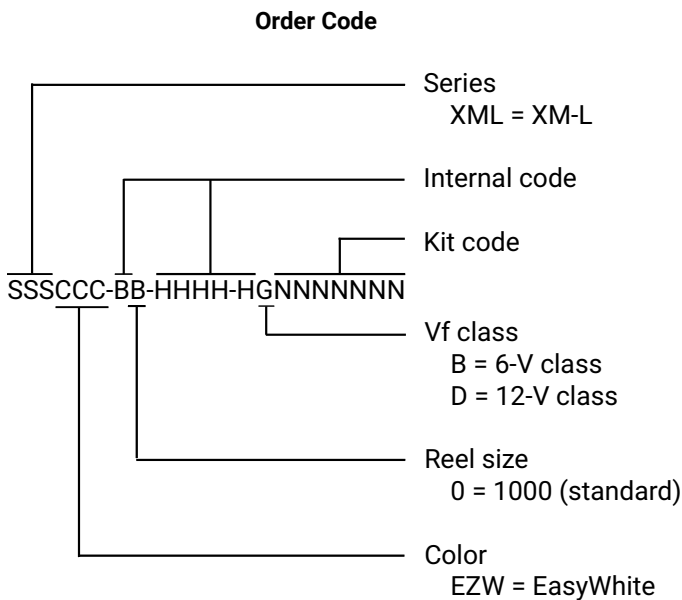 Order Code
Series
XML = XM-L
Internal code
Kit code
SSSCCC-BB-HHHH-HGNNNNNNN
Vf class
B = 6-V class
D = 12-V class
Reel size
0 = 1000 (standard)
Color
EZW = EasyWhite